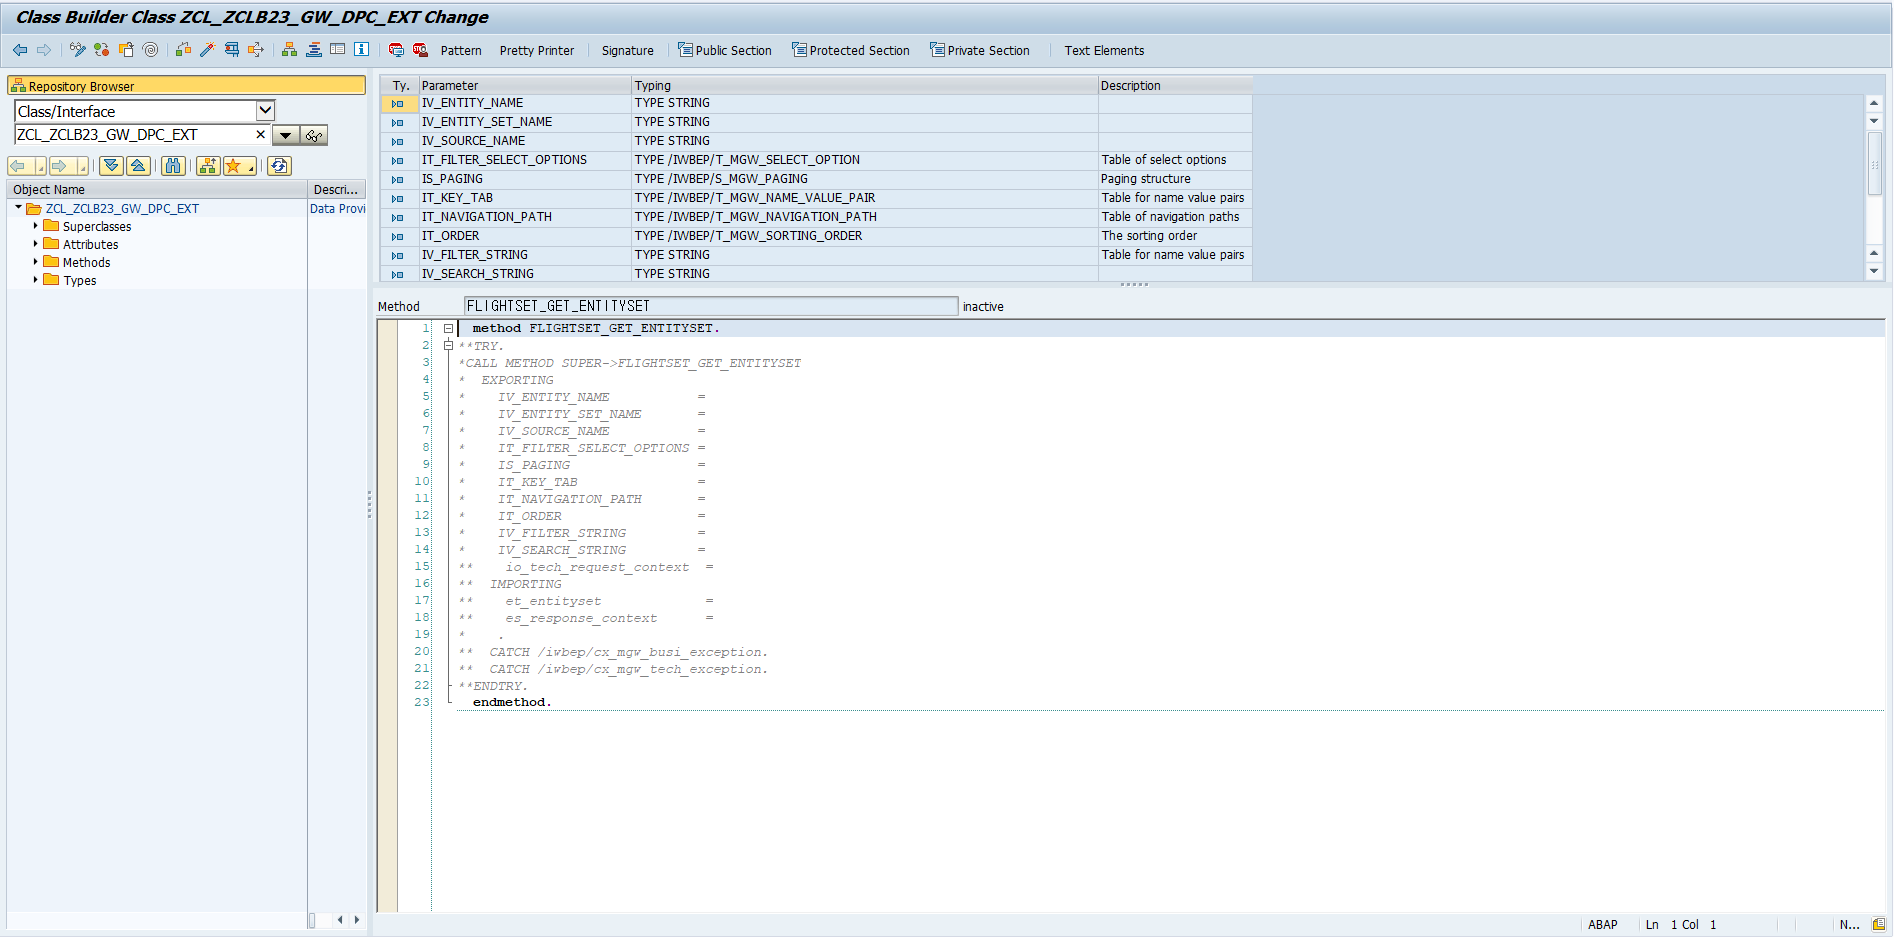 Class Builder Class ZCL_ZCLB23_GW_DPC_EXT Change
Pattern Pretty Printer Signature Public Section Protected Section Private Section Text Elements
Repository Browser
Class/Interface
ZCL_ZCLB23_GW_DPC_EXT
Object Name Descri...
ZCL_ZCLB23_GW_DPC_EXT Data Provi
Superclasses
Attributes
Methods
Types
Ty. Parameter Typing Description
IV_ENTITY_NAME TYPE STRING
IV_ENTITY_SET_NAME TYPE STRING
IV_SOURCE_NAME TYPE STRING
IT_FILTER_SELECT_OPTIONS TYPE /IWBEP/T_MGW_SELECT_OPTION Table of select options
IS_PAGING TYPE /IWBEP/S_MGW_PAGING Paging structure
IT_KEY_TAB TYPE /IWBEP/T_MGW_NAME_VALUE_PAIR Table for name value pairs
IT_NAVIGATION_PATH TYPE /IWBEP/T_MGW_NAVIGATION_PATH Table of navigation paths
IT_ORDER TYPE /IWBEP/T_MGW_SORTING_ORDER The sorting order
IV_FILTER_STRING TYPE STRING Table for name value pairs
IV_SEARCH_STRING TYPE STRING
Method FLIGHTSET_GET_ENTITYSET inactive
1 method FLIGHTSET_GET_ENTITYSET.
2 **TRY.
3 *CALL METHOD SUPER->FLIGHTSET_GET_ENTITYSET
4 * EXPORTING
5 * IV_ENTITY_NAME =
6 * IV_ENTITY_SET_NAME =
7 * IV_SOURCE_NAME =
8 * IT_FILTER_SELECT_OPTIONS =
9 * IS_PAGING =
10 * IT_KEY_TAB =
11 * IT_NAVIGATION_PATH =
12 * IT_ORDER =
13 * IV_FILTER_STRING =
14 * IV_SEARCH_STRING =
15 ** io_tech_request_context =
16 ** IMPORTING
17 ** et_entityset =
18 ** es_response_context =
19 * .
20 ** CATCH /iwbep/cx_mgw_busi_exception.
21 ** CATCH /iwbep/cx_mgw_tech_exception.
22 **ENDTRY.
23 endmethod.
ABAP Ln 1 Col 1 N...